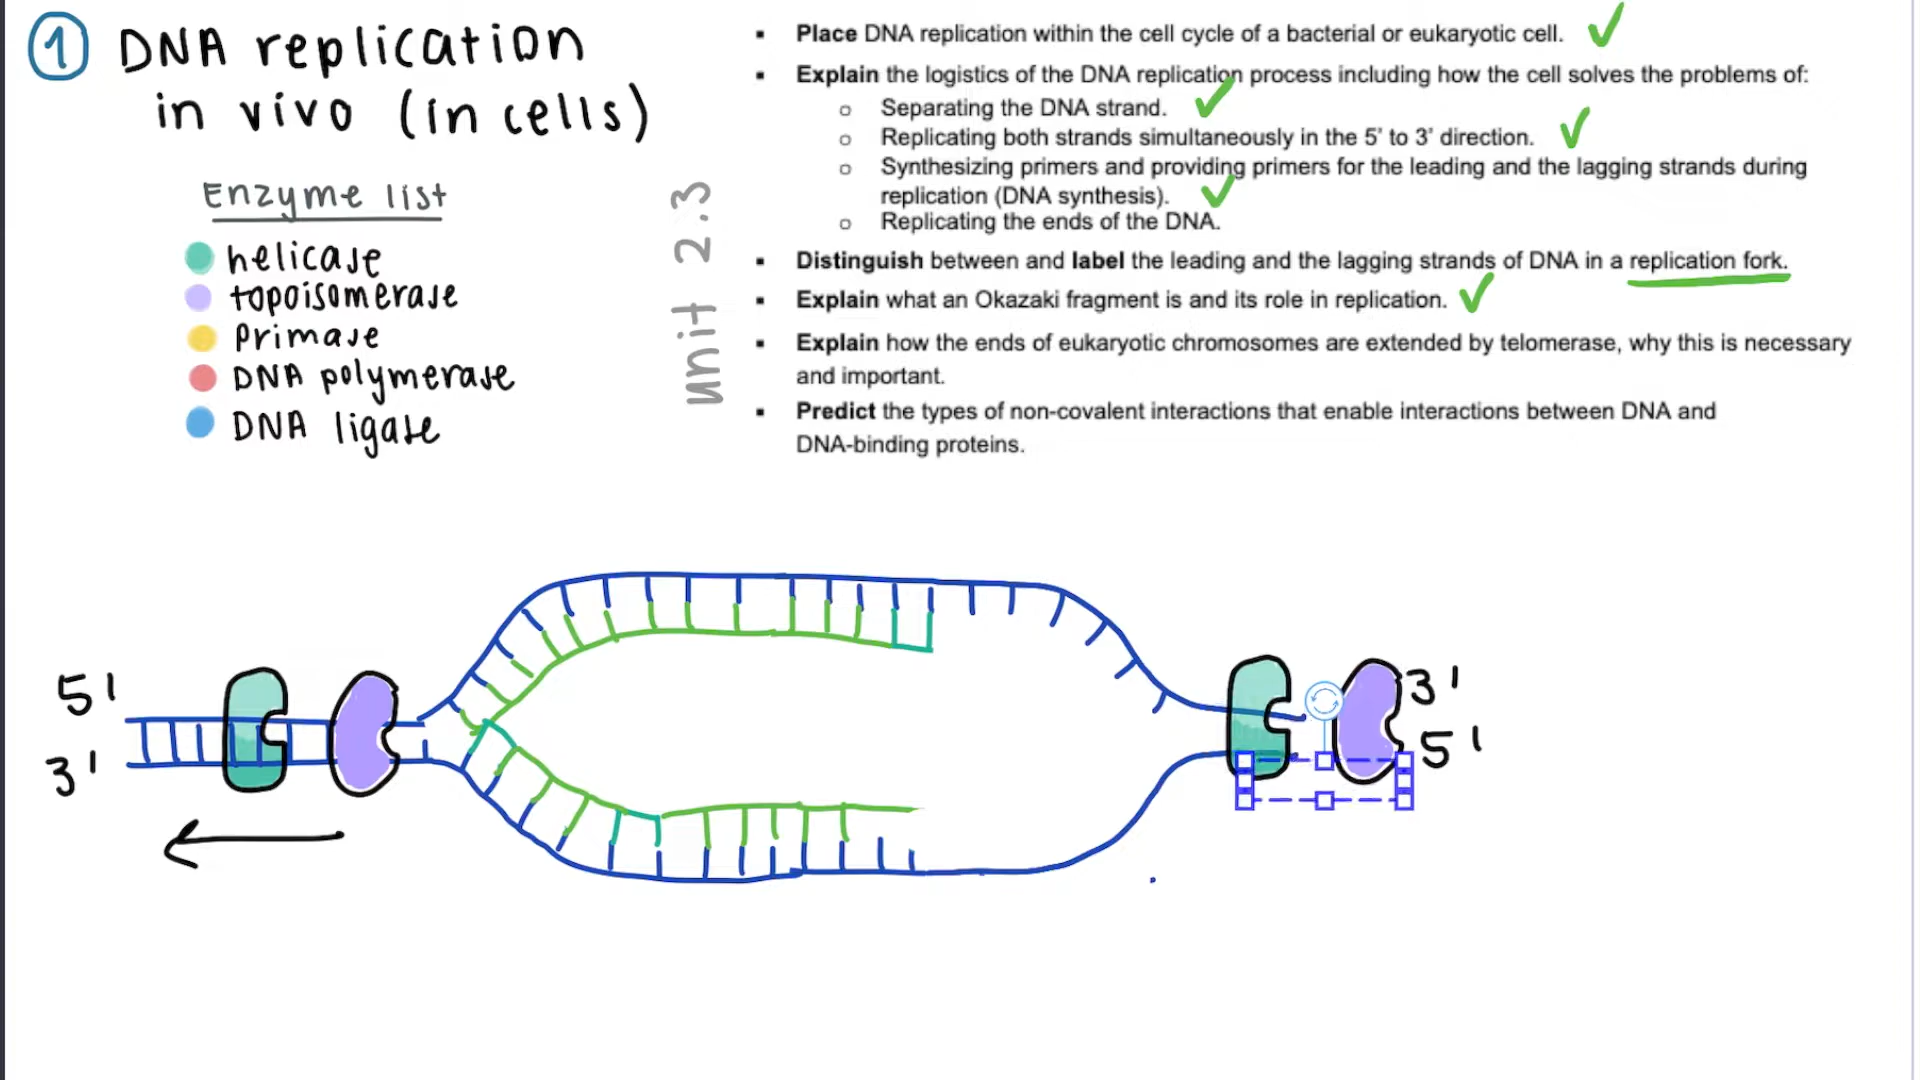 1 DNA replication
in vivo (in cells)
Enzyme list
helicase
topoisomerase
Primase
DNA polymerase
DNA ligase
unit 2.3
▪ Place DNA replication within the cell cycle of a bacterial or eukaryotic cell. ✓
▪ Explain the logistics of the DNA replication process including how the cell solves the problems of:
o Separating the DNA strand. ✓
o Replicating both strands simultaneously in the 5' to 3' direction. ✓
o Synthesizing primers and providing primers for the leading and the lagging strands during
replication (DNA synthesis). ✓
o Replicating the ends of the DNA.
▪ Distinguish between and label the leading and the lagging strands of DNA in a replication fork.
▪ Explain what an Okazaki fragment is and its role in replication. ✓
▪ Explain how the ends of eukaryotic chromosomes are extended by telomerase, why this is necessary
and important.
▪ Predict the types of non-covalent interactions that enable interactions between DNA and
DNA-binding proteins.
5'
3'
3'
5'